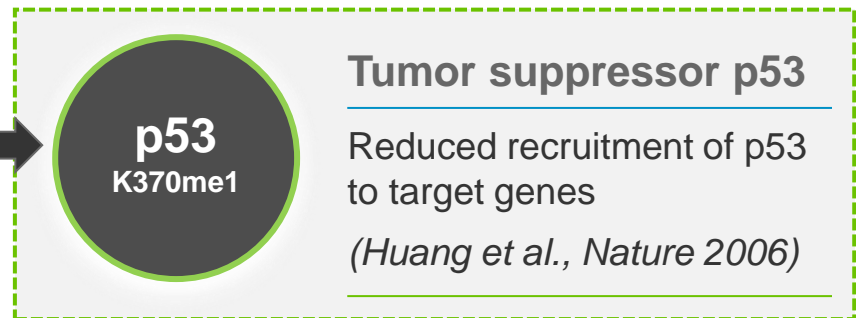 p53
K370me1
Tumor suppressor p53
Reduced recruitment of p53
to target genes
(Huang et al., Nature 2006)